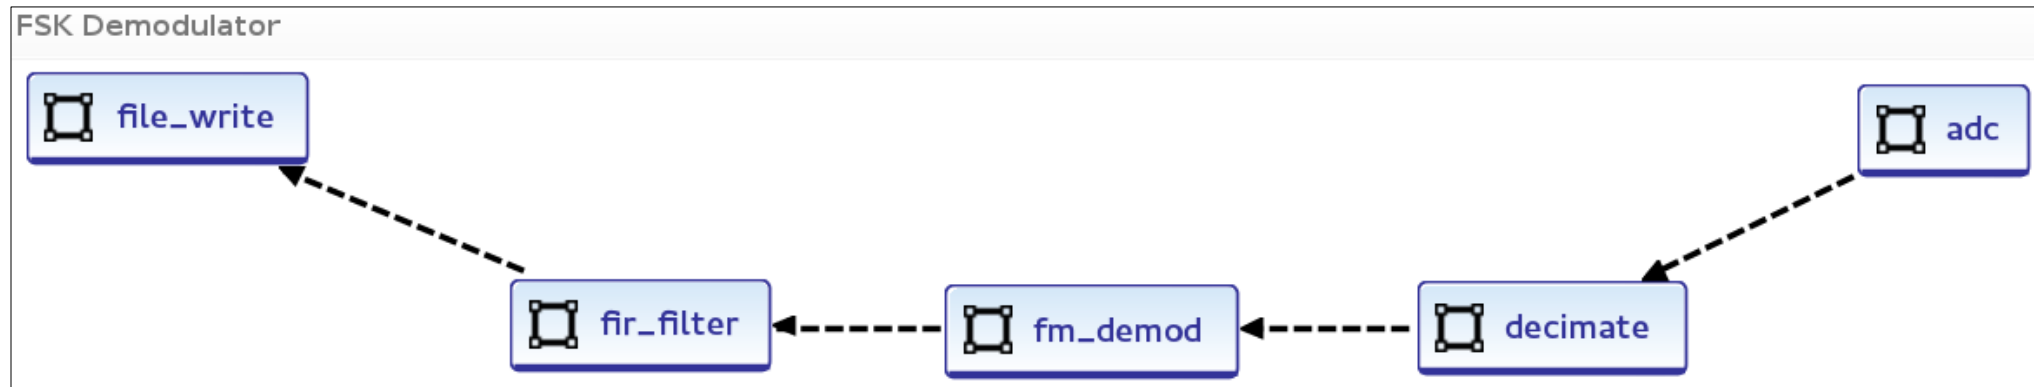 FSK Demodulator
file_write
adc
fir_filter
fm_demod
decimate